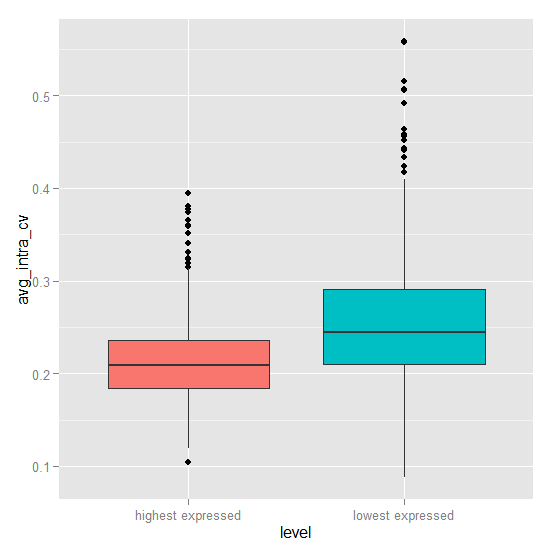 avg_intra_cv
0.5
0.4
0.3
0.2
0.1
highest expressed
lowest expressed
level